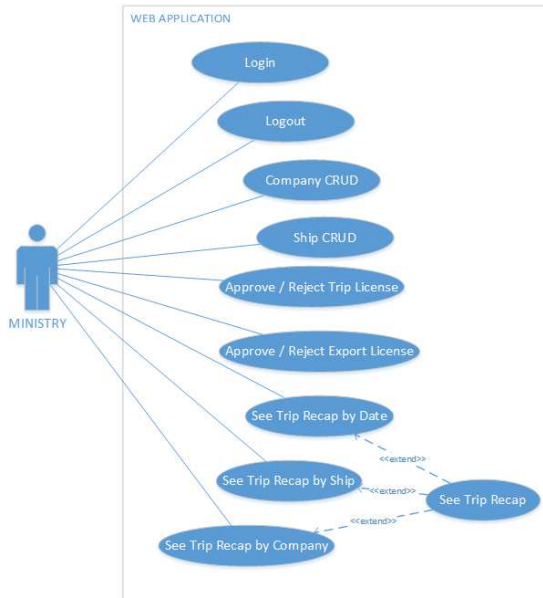 WEB APPLICATION
Login
Logout
Company CRUD
Ship CRUD
Approve / Reject Trip License
MINISTRY
Approve / Reject Export License
See Trip Recap by Date
<<extend>>
See Trip Recap by Ship
<<extend>>
See Trip Recap
<<extend>>
See Trip Recap by Company